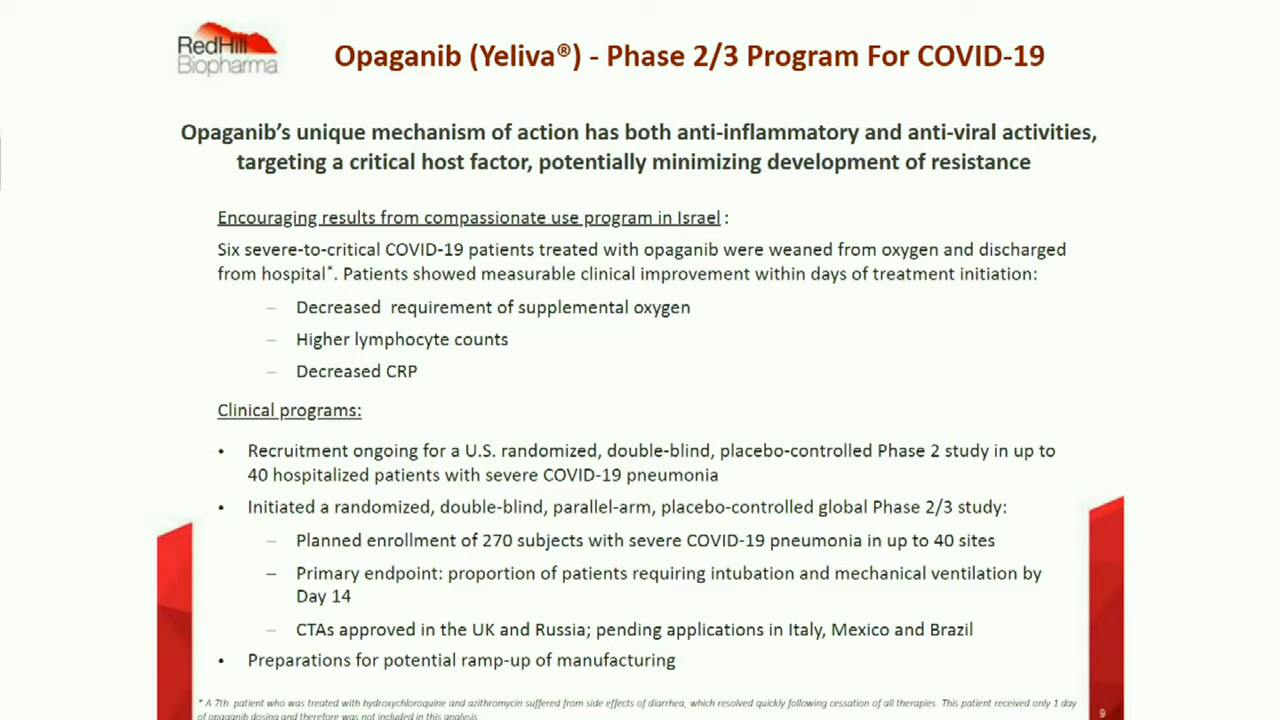 RedHill
Biopharma
Opaganib (Yeliva®) - Phase 2/3 Program For COVID-19
Opaganib's unique mechanism of action has both anti-inflammatory and anti-viral activities,
targeting a critical host factor, potentially minimizing development of resistance
Encouraging results from compassionate use program in Israel :
Six severe-to-critical COVID-19 patients treated with opaganib were weaned from oxygen and discharged
from hospital*. Patients showed measurable clinical improvement within days of treatment initiation:
– Decreased requirement of supplemental oxygen
– Higher lymphocyte counts
– Decreased CRP
Clinical programs:
• Recruitment ongoing for a U.S. randomized, double-blind, placebo-controlled Phase 2 study in up to
40 hospitalized patients with severe COVID-19 pneumonia
• Initiated a randomized, double-blind, parallel-arm, placebo-controlled global Phase 2/3 study:
– Planned enrollment of 270 subjects with severe COVID-19 pneumonia in up to 40 sites
– Primary endpoint: proportion of patients requiring intubation and mechanical ventilation by
Day 14
– CTAs approved in the UK and Russia; pending applications in Italy, Mexico and Brazil
• Preparations for potential ramp-up of manufacturing
* A 7th patient who was treated with hydroxychloroquine and azithromycin suffered from side effects of diarrhea, which resolved quickly following cessation of all therapies. This patient received only 1 day
of opaganib dosing and therefore was not included in this analysis
9